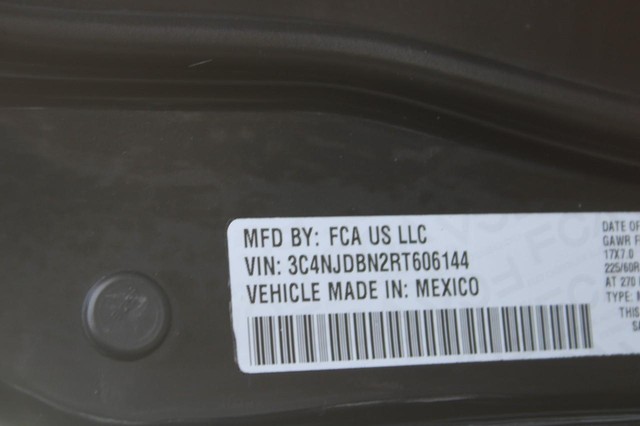 MFD BY: FCA US LLC
VIN: 3C4NJDBN2RT606144
VEHICLE MADE IN: MEXICO
DATE OF
GAWR F
17X7.0
225/60R
AT 270
TYPE:
THIS
SA